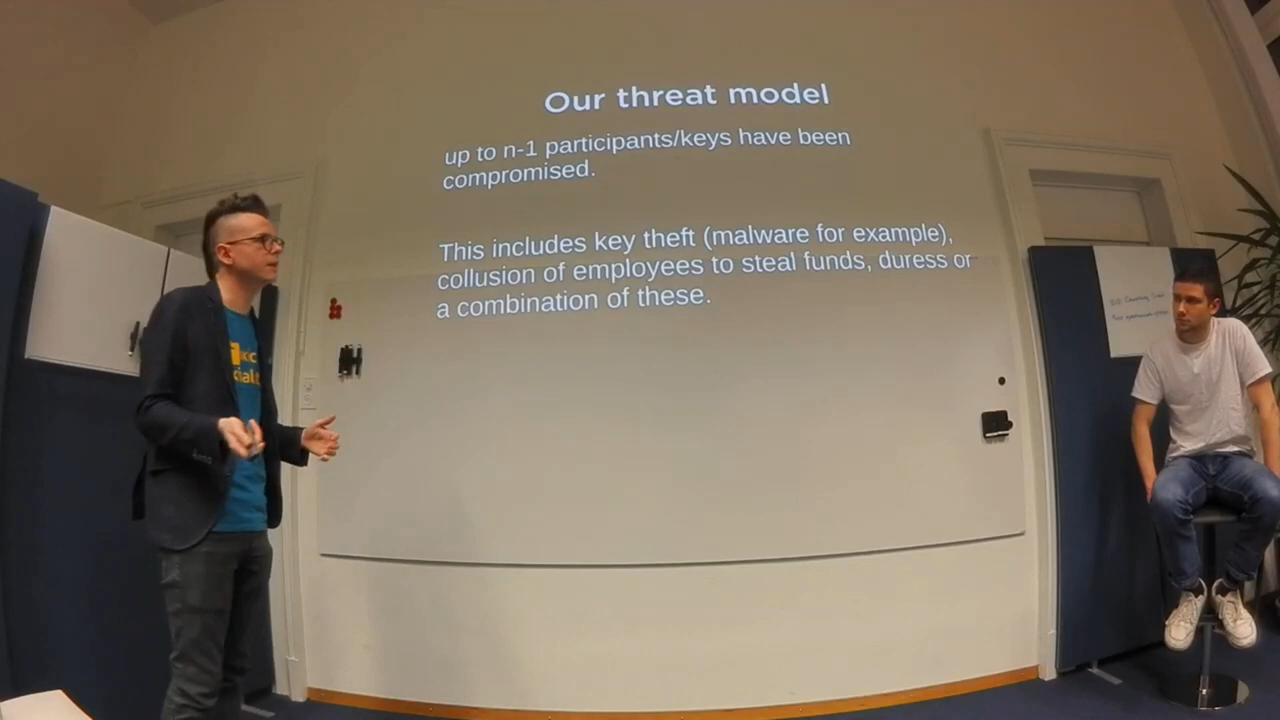 Our threat model
up to n-1 participants/keys have been
compromised.
This includes key theft (malware for example),
collusion of employees to steal funds, duress or
a combination of these.